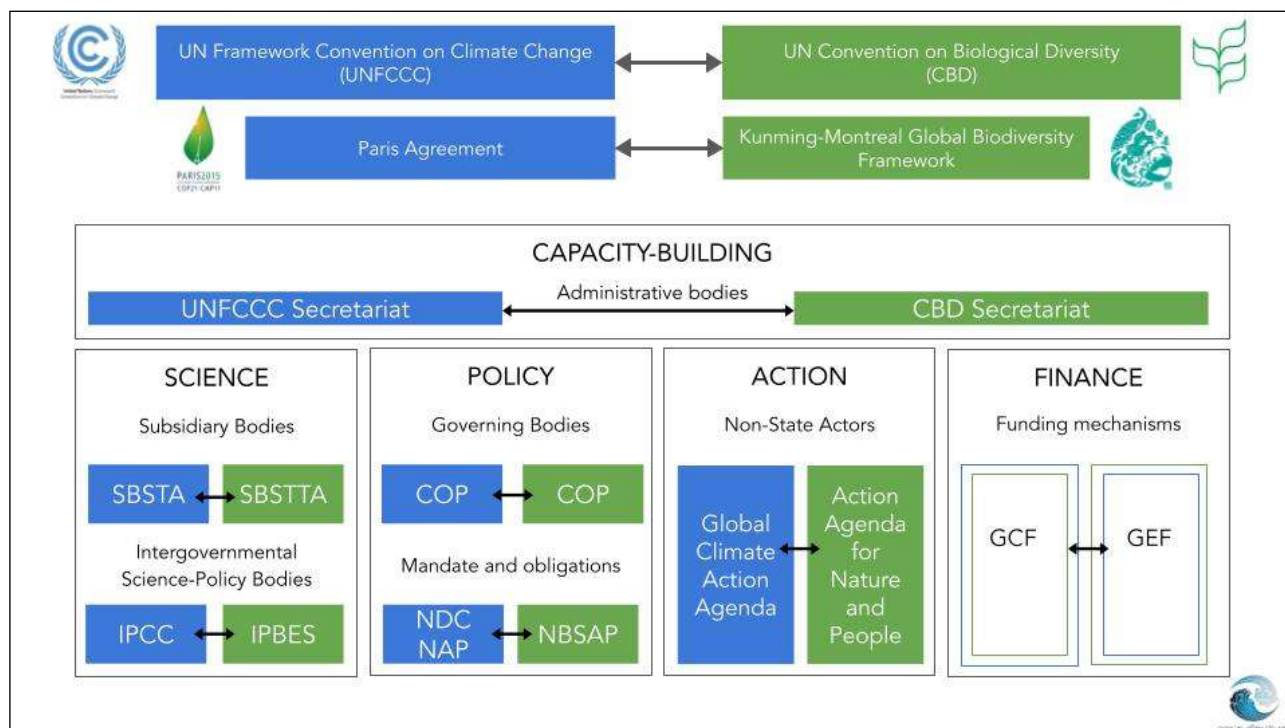 UN Framework Convention on Climate Change
(UNFCCC)
UN Convention on Biological Diversity
(CBD)
Paris Agreement
Kunming-Montreal Global Biodiversity
Framework
PARIS2015
COP21·CMP11
CAPACITY-BUILDING
Administrative bodies
UNFCCC Secretariat
CBD Secretariat
SCIENCE
Subsidiary Bodies
SBSTA
SBSTTA
Intergovernmental
Science-Policy Bodies
IPCC
IPBES
POLICY
Governing Bodies
COP
COP
Mandate and obligations
NDC
NAP
NBSAP
ACTION
Non-State Actors
Global
Climate
Action
Agenda
Action
Agenda
for
Nature
and
People
FINANCE
Funding mechanisms
GCF
GEF